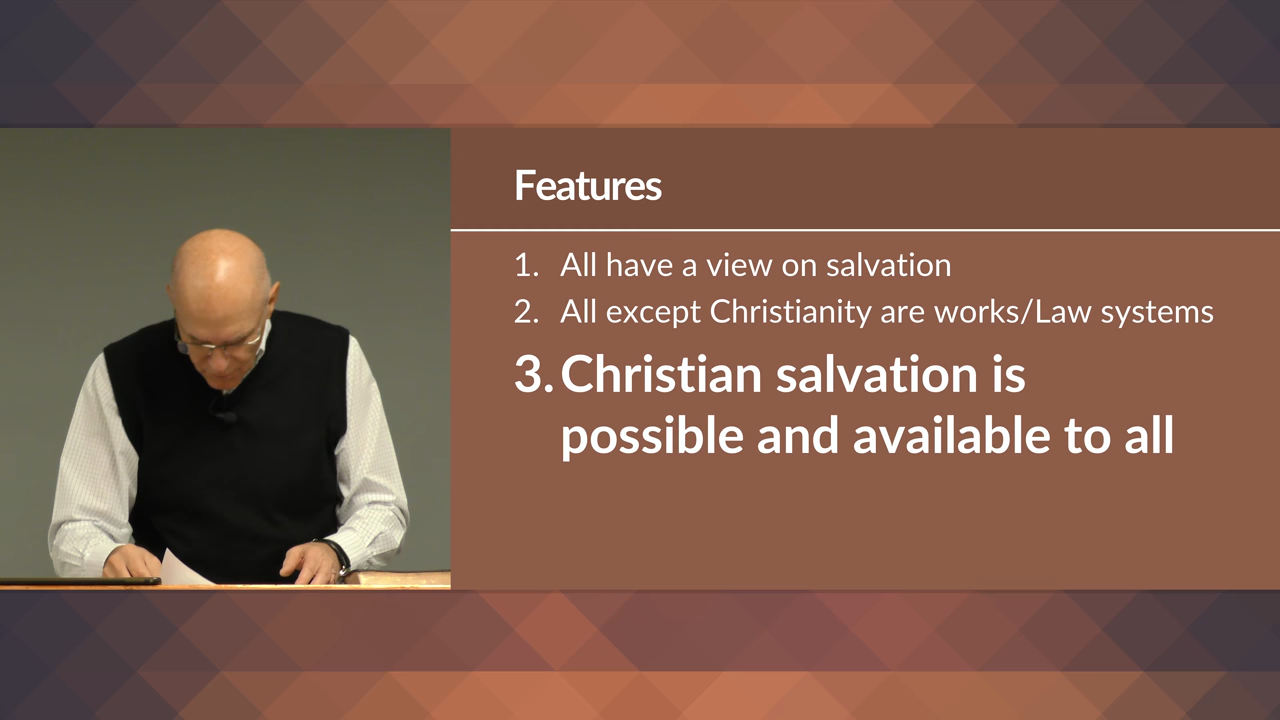 Features
1. All have a view on salvation
2. All except Christianity are works/Law systems
3. Christian salvation is
possible and available to all